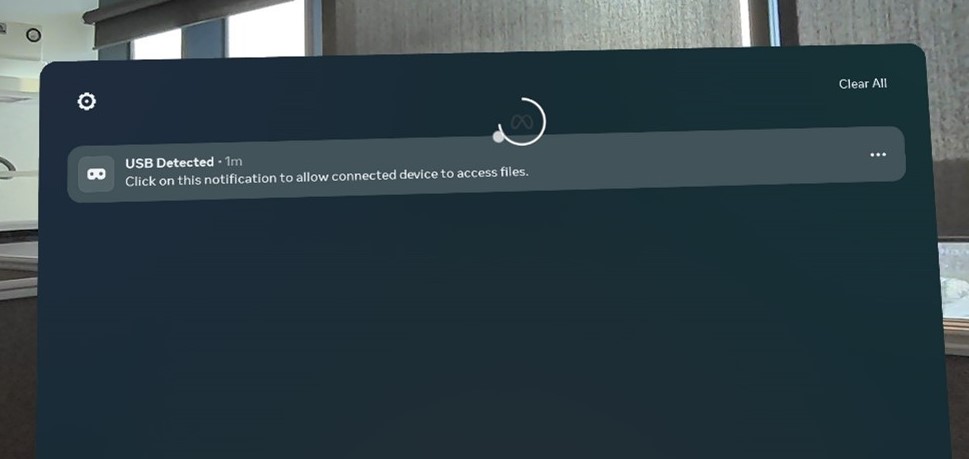 Clear All
USB Detected · 1m
Click on this notification to allow connected device to access files.